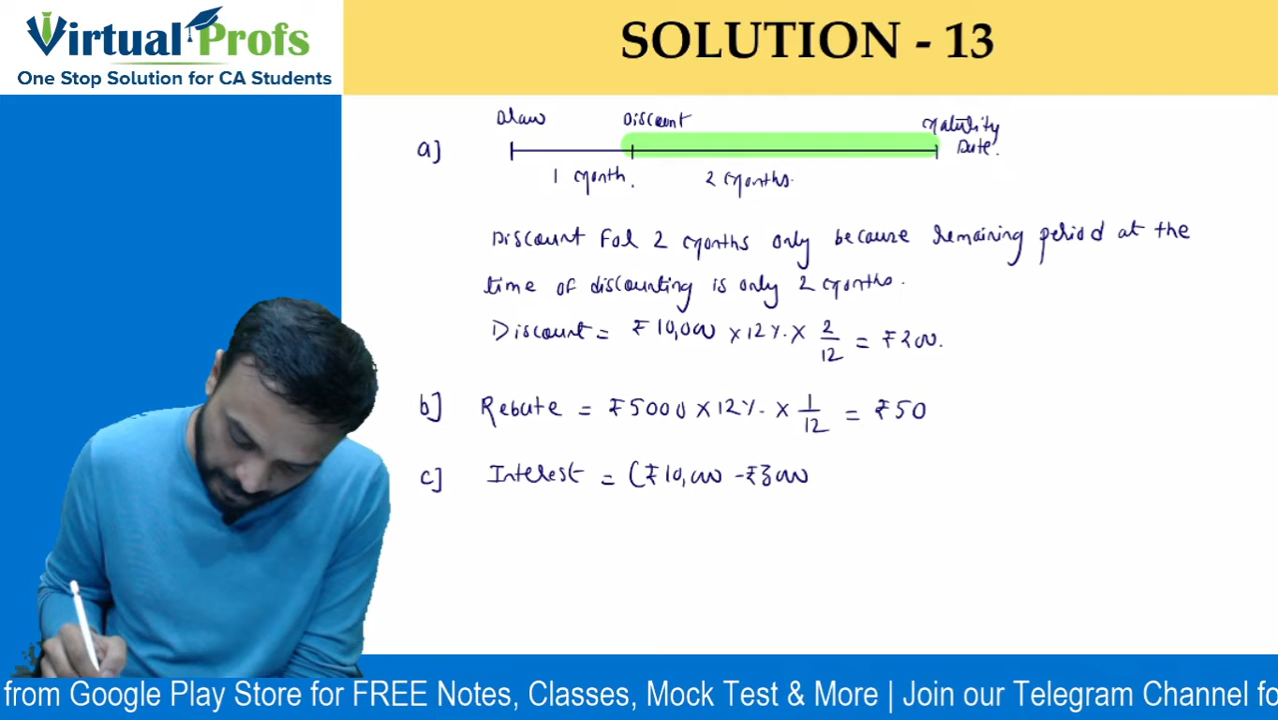 Virtual Profs
One Stop Solution for CA Students
SOLUTION - 13
Draw Discount Maturity Date.
a]
1 month. 2 months.
Discount For 2 months only because remaining period at the
time of discounting is only 2 months.
Discount = ₹10,000 × 12% × 2/12 = ₹200.
b] Rebate = ₹5000 × 12% × 1/12 = ₹50
c] Interest = (₹10,000 - ₹3000
from Google Play Store for FREE Notes, Classes, Mock Test & More | Join our Telegram Channel fo